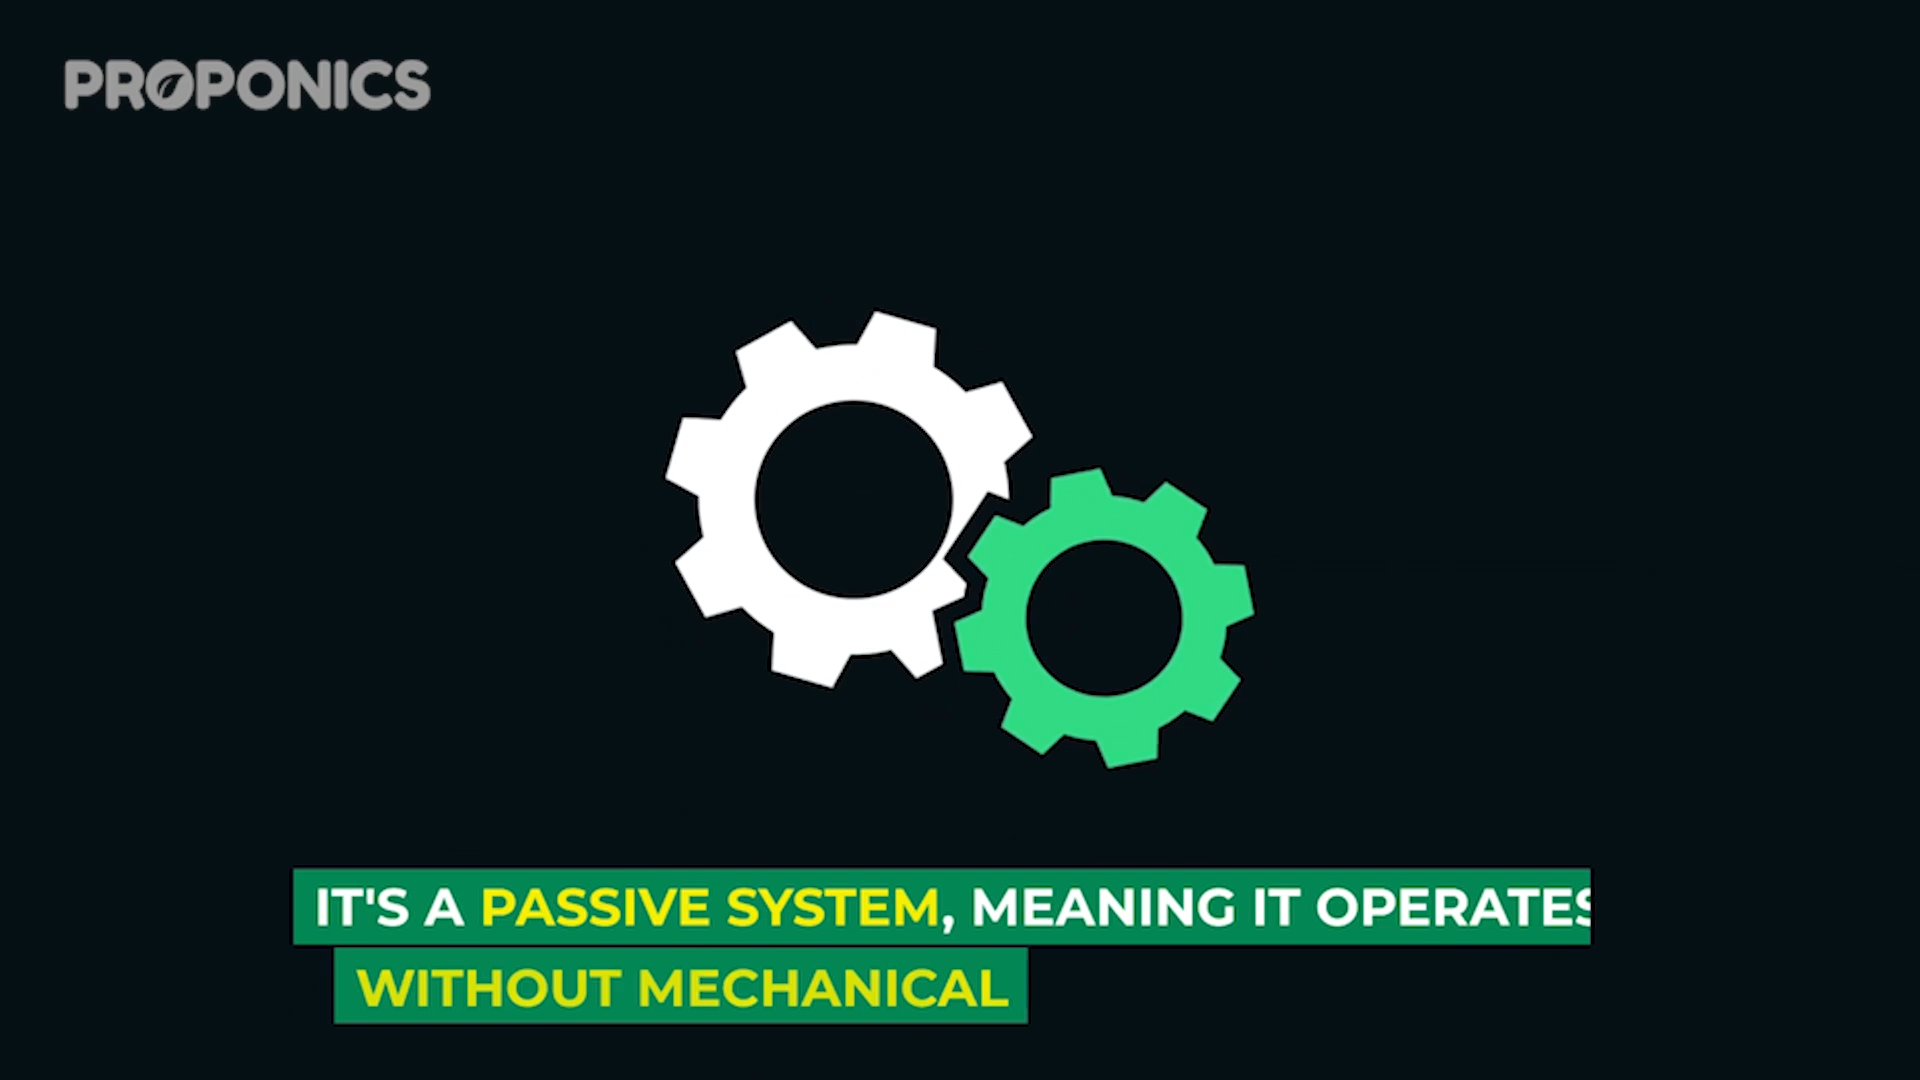 PROPONICS
IT'S A PASSIVE SYSTEM, MEANING IT OPERATES
WITHOUT MECHANICAL